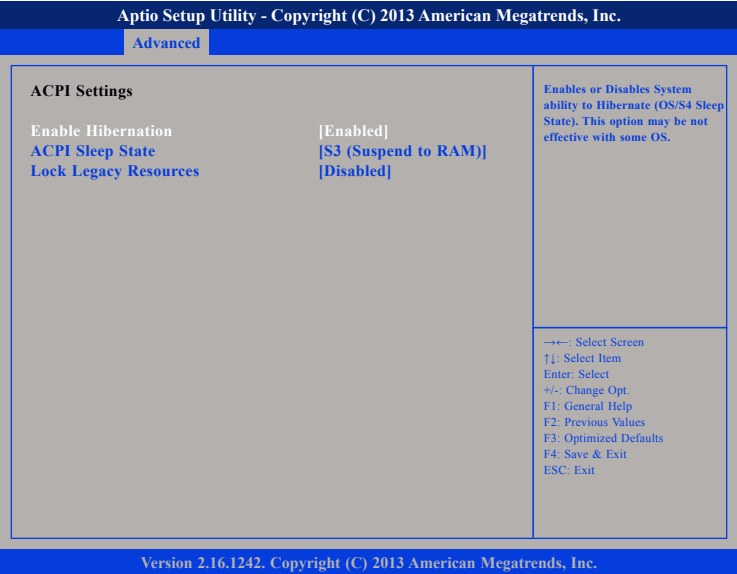 Aptio Setup Utility - Copyright (C) 2013 American Megatrends, Inc.
Advanced
ACPI Settings
Enable Hibernation [Enabled]
ACPI Sleep State [S3 (Suspend to RAM)]
Lock Legacy Resources [Disabled]
Enables or Disables System
ability to Hibernate (OS/S4 Sleep
State). This option may be not
effective with some OS.
→←: Select Screen
↑↓: Select Item
Enter: Select
+/-: Change Opt.
F1: General Help
F2: Previous Values
F3: Optimized Defaults
F4: Save & Exit
ESC: Exit
Version 2.16.1242. Copyright (C) 2013 American Megatrends, Inc.